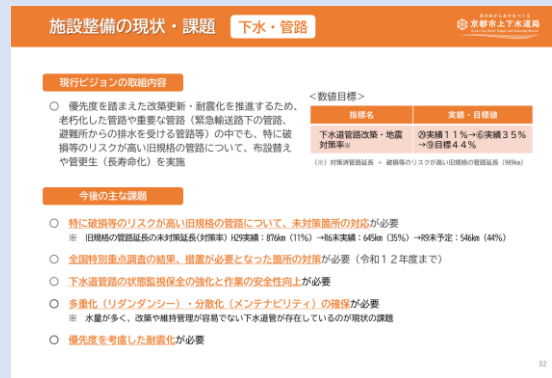 施設整備の現状・課題 下水・管路
京都市上下水道局
現行ビジョンの取組内容
○ 優先度を踏まえた改築更新・耐震化を推進するため、
老朽化した管路や重要な管路（緊急輸送路下の管路、
避難所からの排水を受ける管路等）の中でも、特に破
損等のリスクが高い旧規格の管路について、布設替え
や管更生（長寿命化）を実施
＜数値目標＞
指標名 実績・目標値
下水道管路改築・地震
対策率※
㉙実績11％→⑥実績35％
→⑨目標44％
（※）対策済管路延長 ÷ 破損等のリスクが高い旧規格の管路延長（989km）
今後の主な課題
○ 特に破損等のリスクが高い旧規格の管路について、未対策箇所の対応が必要
※ 旧規格の管路延長の未対策延長（対策率）H29実績：876km（11％）→R6末実績：645km（35％）→R9末予定：546km（44％）
○ 全国特別重点調査の結果、措置が必要となった箇所の対策が必要（令和12年度まで）
○ 下水道管路の状態監視保全の強化と作業の安全性向上が必要
○ 多重化（リダンダンシー）・分散化（メンテナビリティ）の確保が必要
※ 水量が多く、改築や維持管理が容易でない下水道管が存在しているのが現状の課題
○ 優先度を考慮した耐震化が必要
32